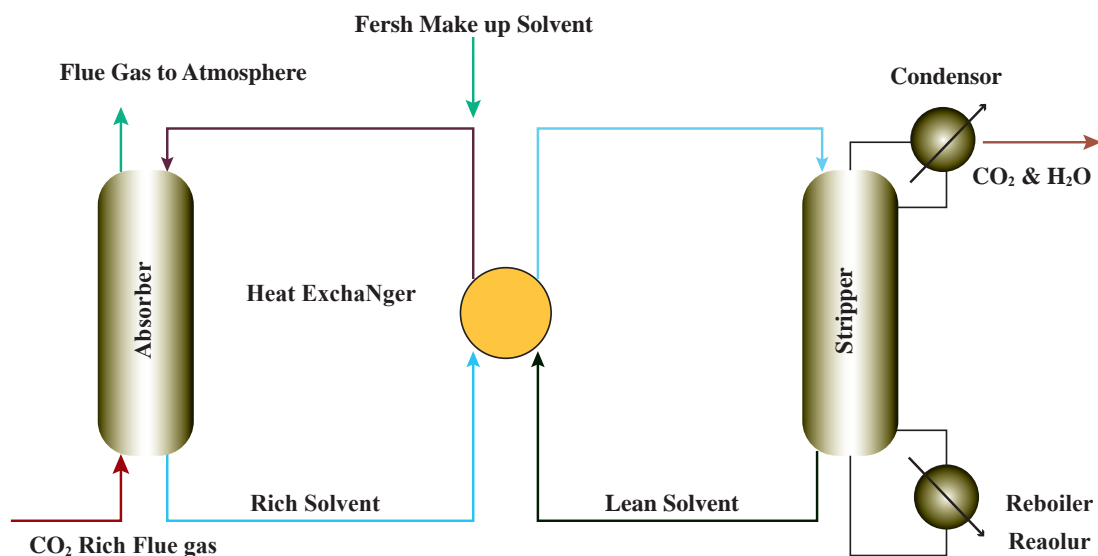 Fersh Make up Solvent
Flue Gas to Atmosphere
Condensor
CO₂ & H₂O
Absorber
Heat ExchaNger
Stripper
Rich Solvent
Lean Solvent
Reboiler
Reaolur
CO₂ Rich Flue gas